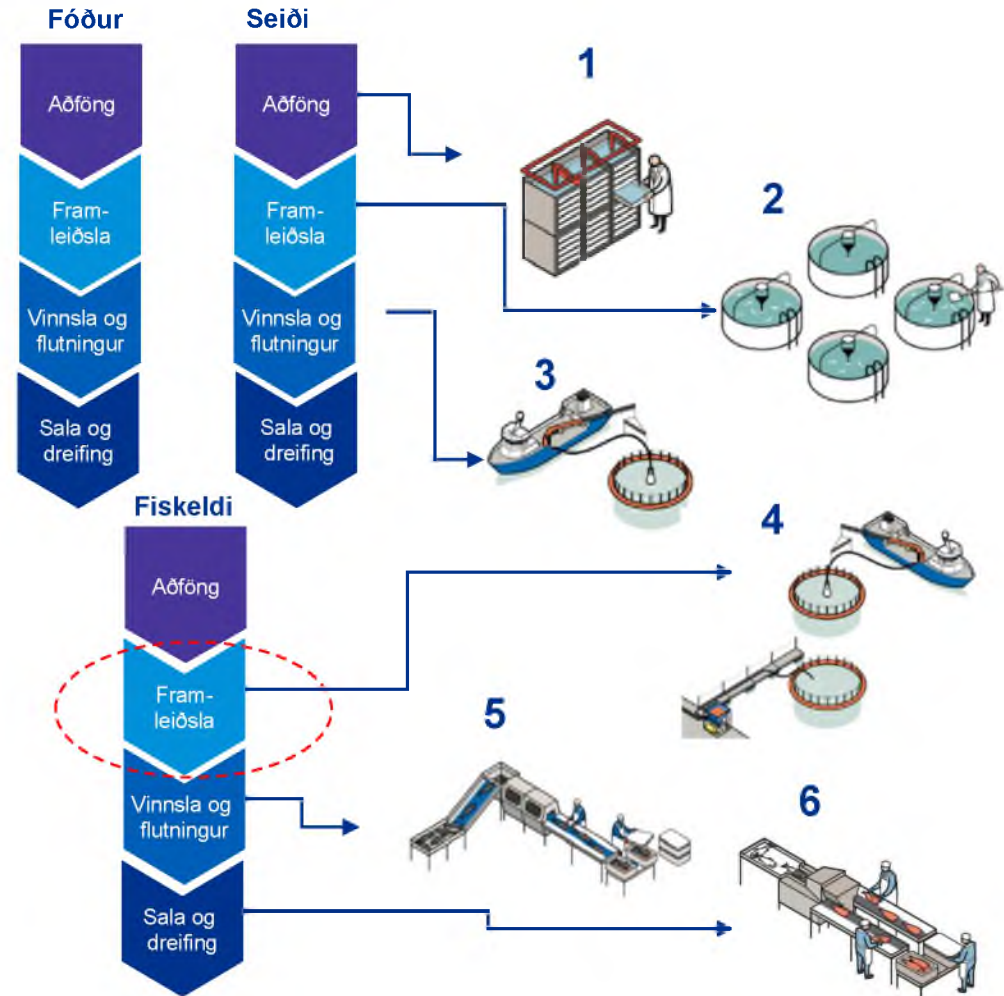 Fóður
Seiði
Aðföng
Fram-
leiðsla
Vinnsla og
flutningur
Sala og
dreifing
Aðföng
Fram-
leiðsla
Vinnsla og
flutningur
Sala og
dreifing
1
2
3
Fiskeldi
Aðföng
Fram-
leiðsla
Vinnsla og
flutningur
Sala og
dreifing
4
5
6